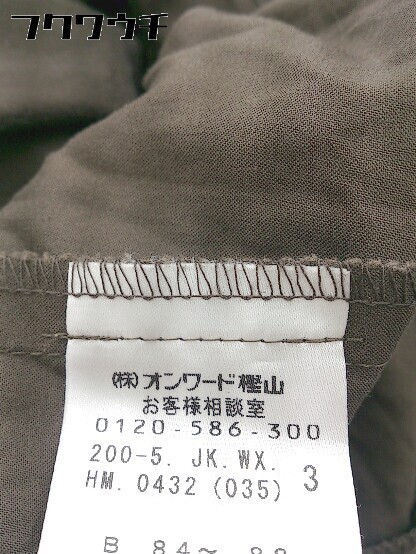 フクワウチ
㈱オンワード樫山
お客様相談室
0120-586-300
200-5. JK. WX. 3
HM. 0432 (035)
B 84〜